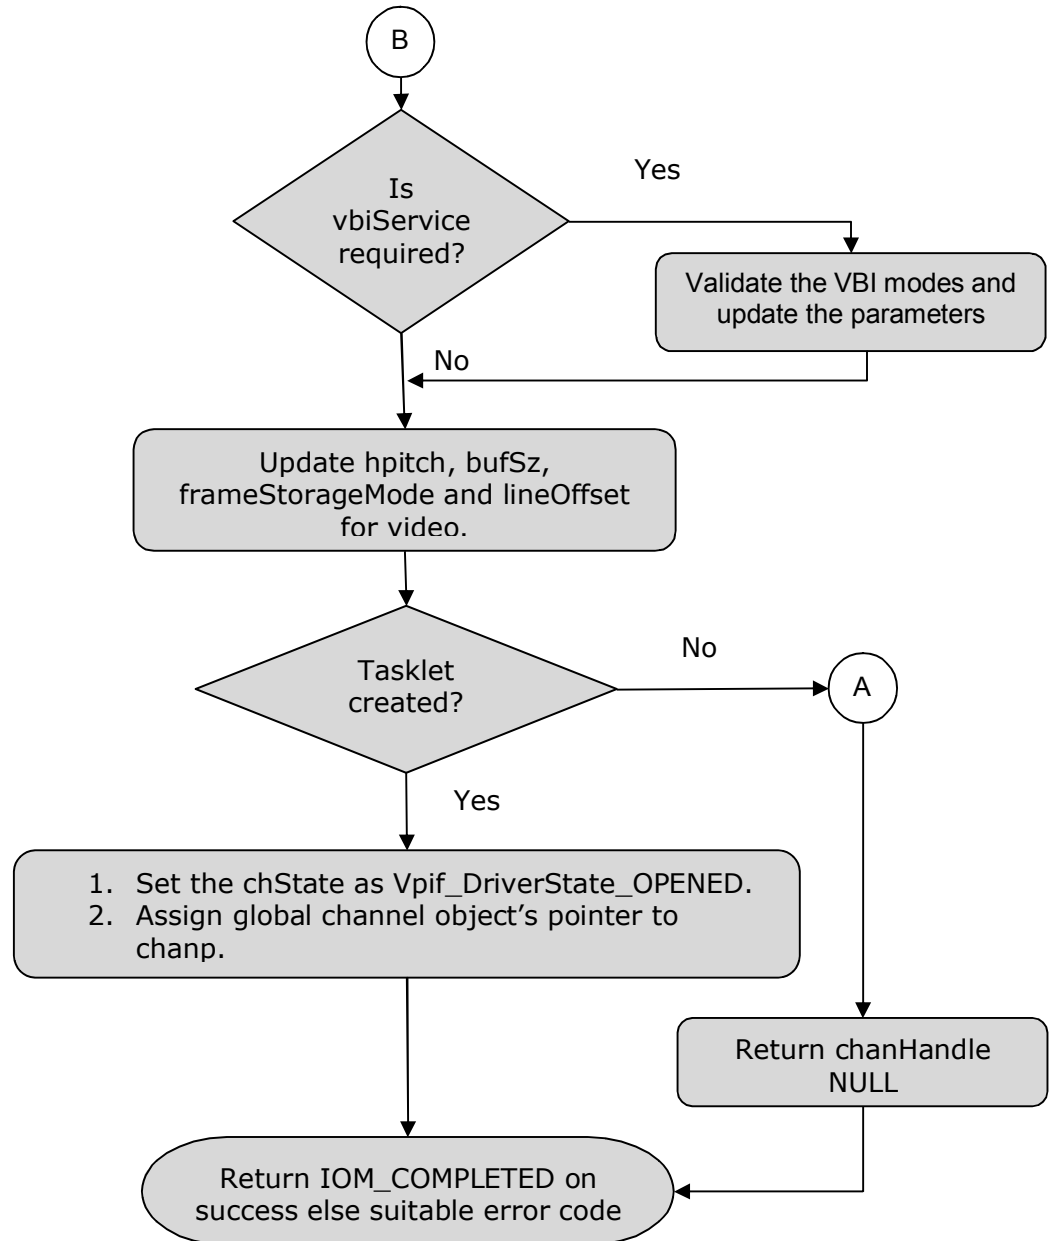 B
Is
vbiService
required?
Yes
Validate the VBI modes and
update the parameters
No
Update hpitch, bufSz,
frameStorageMode and lineOffset
for video.
Tasklet
created?
No
A
Yes
1. Set the chState as Vpif_DriverState_OPENED.
2. Assign global channel object’s pointer to
chanp.
Return chanHandle
NULL
Return IOM_COMPLETED on
success else suitable error code